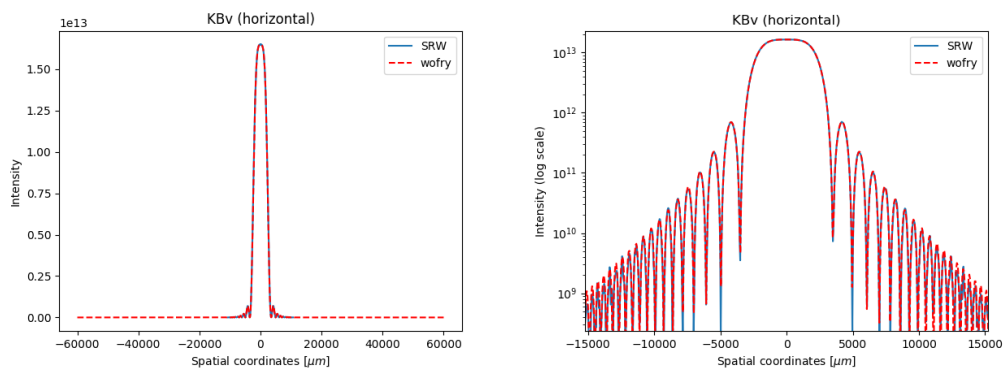 KBv (horizontal)
1e13
SRW
wofry
1.50
1.25
1.00
0.75
0.50
0.25
0.00
Intensity
−60000 −40000 −20000 0 20000 40000 60000
Spatial coordinates [μm]
KBv (horizontal)
SRW
wofry
10¹³
10¹²
10¹¹
10¹⁰
10⁹
Intensity (log scale)
−15000 −10000 −5000 0 5000 10000 15000
Spatial coordinates [μm]